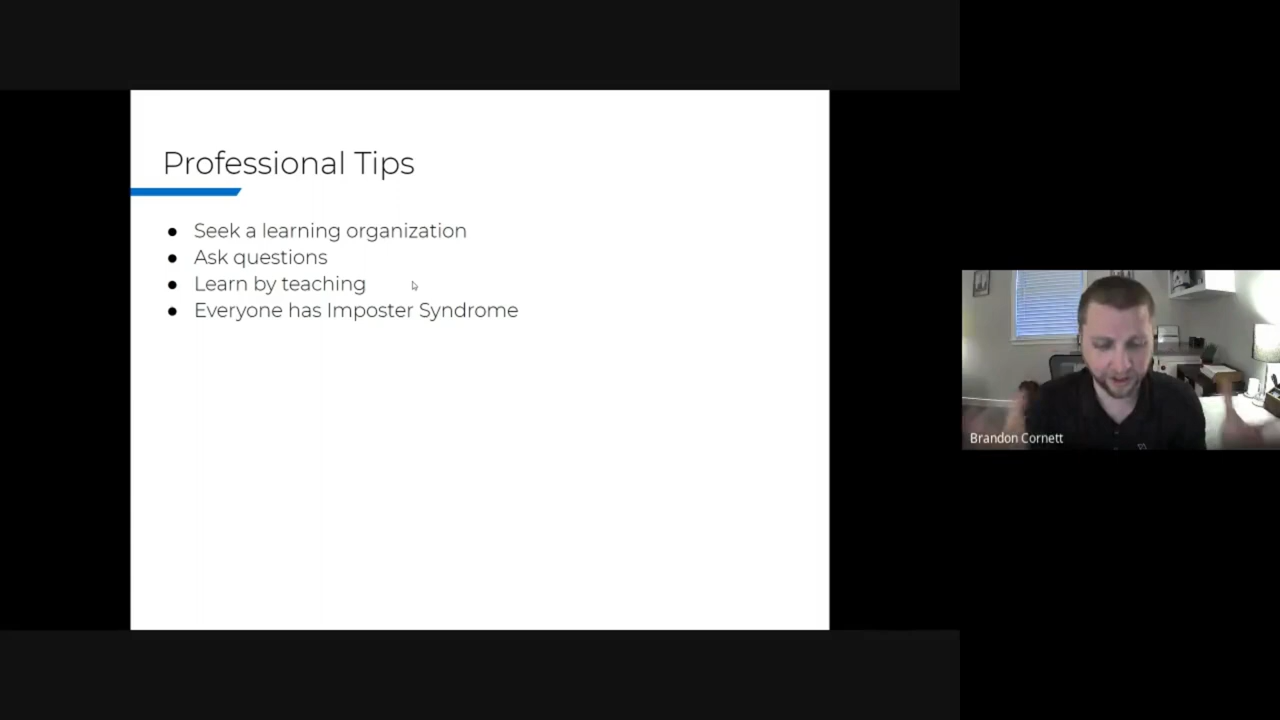 Professional Tips
● Seek a learning organization
● Ask questions
● Learn by teaching
● Everyone has Imposter Syndrome
Brandon Cornett